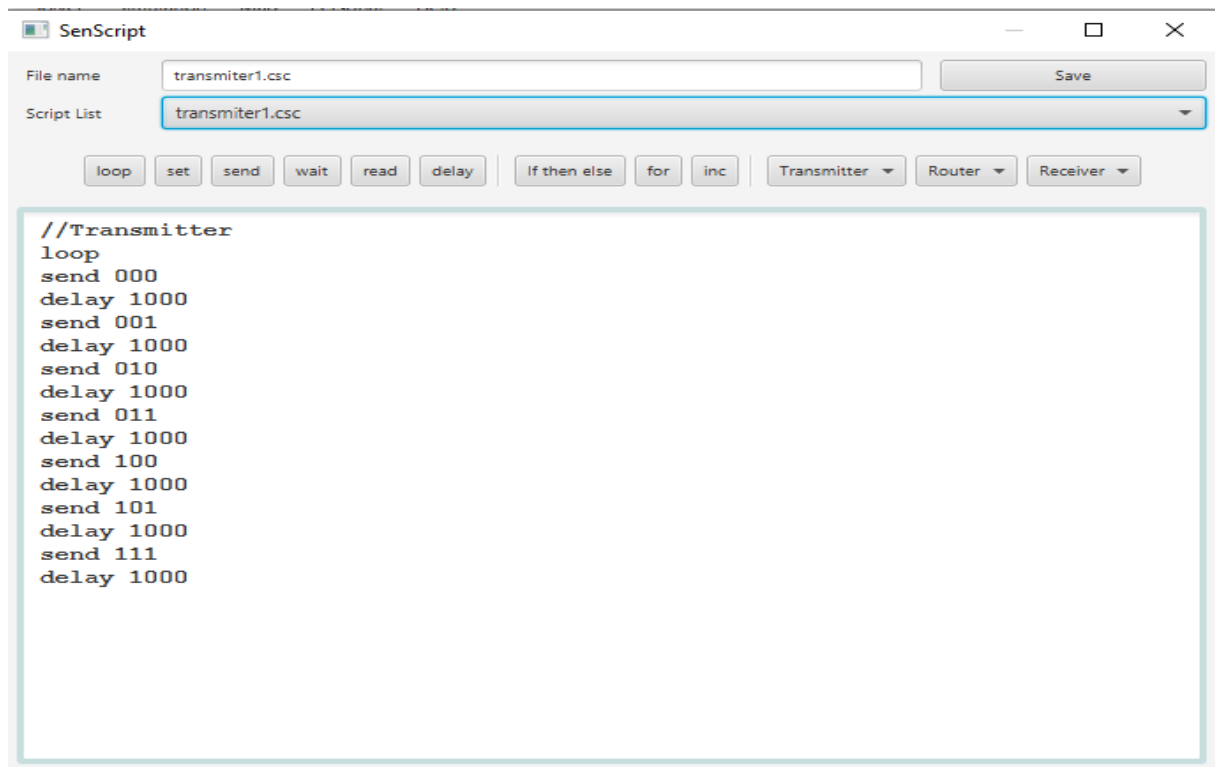 SenScript
File name transmiter1.csc Save
Script List transmiter1.csc
loop set send wait read delay If then else for inc Transmitter Router Receiver
//Transmitter
loop
send 000
delay 1000
send 001
delay 1000
send 010
delay 1000
send 011
delay 1000
send 100
delay 1000
send 101
delay 1000
send 111
delay 1000